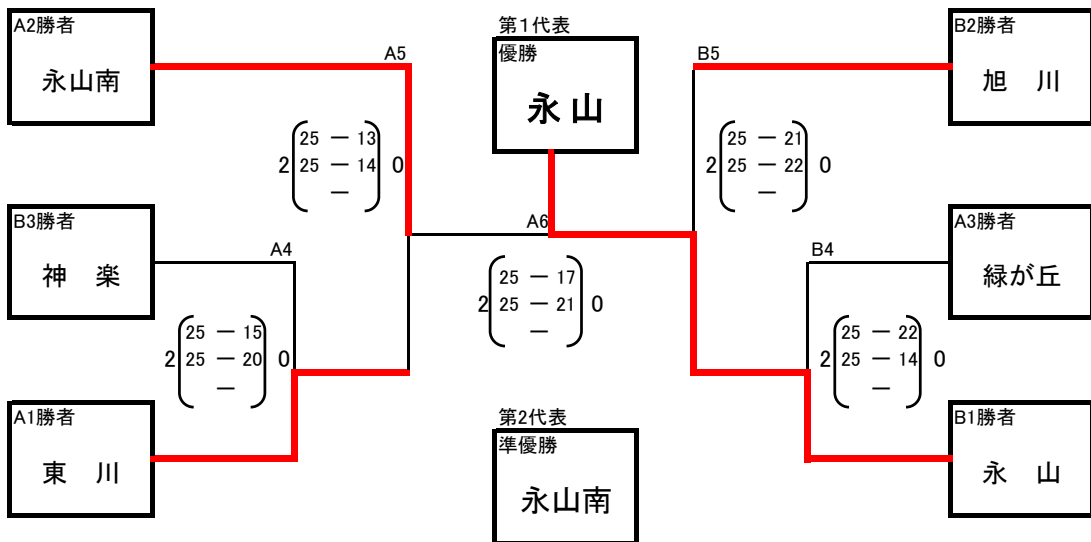 A2勝者
永山南
A5
第1代表
優勝
永 山
B5
B2勝者
旭 川
2 25 － 13 0
25 － 14
－
2 25 － 21 0
25 － 22
－
B3勝者
神 楽
A4
A6
B4
A3勝者
緑が丘
2 25 － 17 0
25 － 21
－
2 25 － 15 0
25 － 20
－
2 25 － 22 0
25 － 14
－
A1勝者
東 川
第2代表
準優勝
永山南
B1勝者
永 山